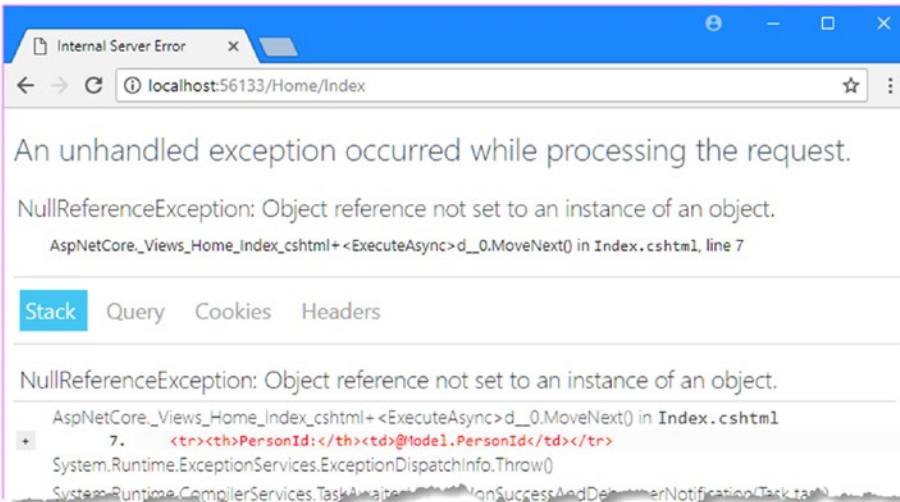 Internal Server Error
localhost:56133/Home/Index
An unhandled exception occurred while processing the request.
NullReferenceException: Object reference not set to an instance of an object.
AspNetCore._Views_Home_Index_cshtml+<ExecuteAsync>d__0.MoveNext() in Index.cshtml, line 7
Stack Query Cookies Headers
NullReferenceException: Object reference not set to an instance of an object.
AspNetCore._Views_Home_Index_cshtml+<ExecuteAsync>d__0.MoveNext() in Index.cshtml
+ 7. <tr><th>PersonId:</th><td>@Model.PersonId</td></tr>
System.Runtime.ExceptionServices.ExceptionDispatchInfo.Throw()